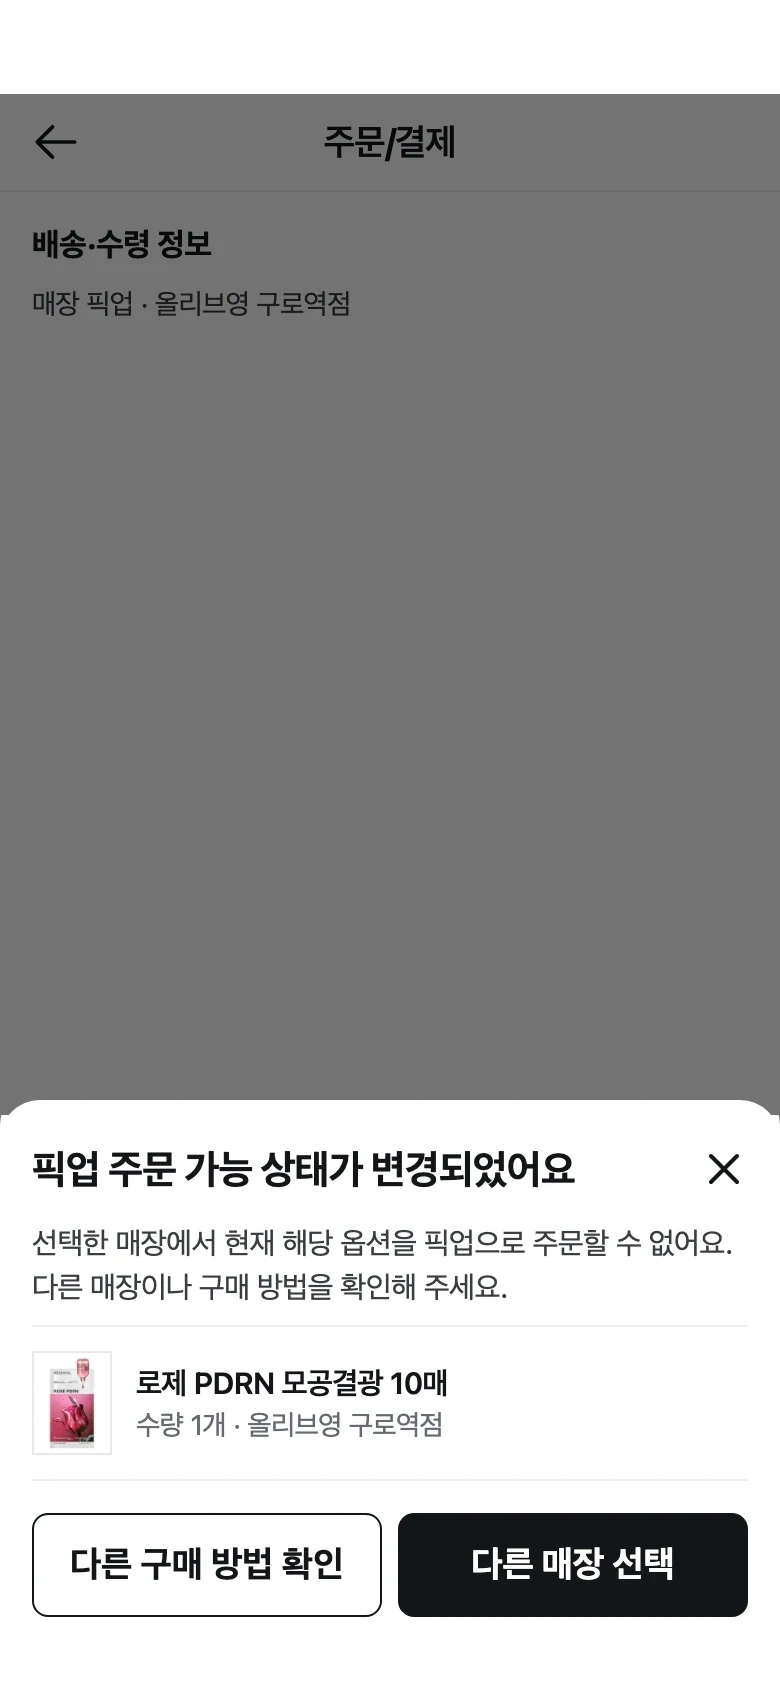 주문/결제
배송·수령 정보
매장 픽업 · 올리브영 구로역점
픽업 주문 가능 상태가 변경되었어요
선택한 매장에서 현재 해당 옵션을 픽업으로 주문할 수 없어요.
다른 매장이나 구매 방법을 확인해 주세요.
로제 PDRN 모공결광 10매
수량 1개 · 올리브영 구로역점
다른 구매 방법 확인
다른 매장 선택